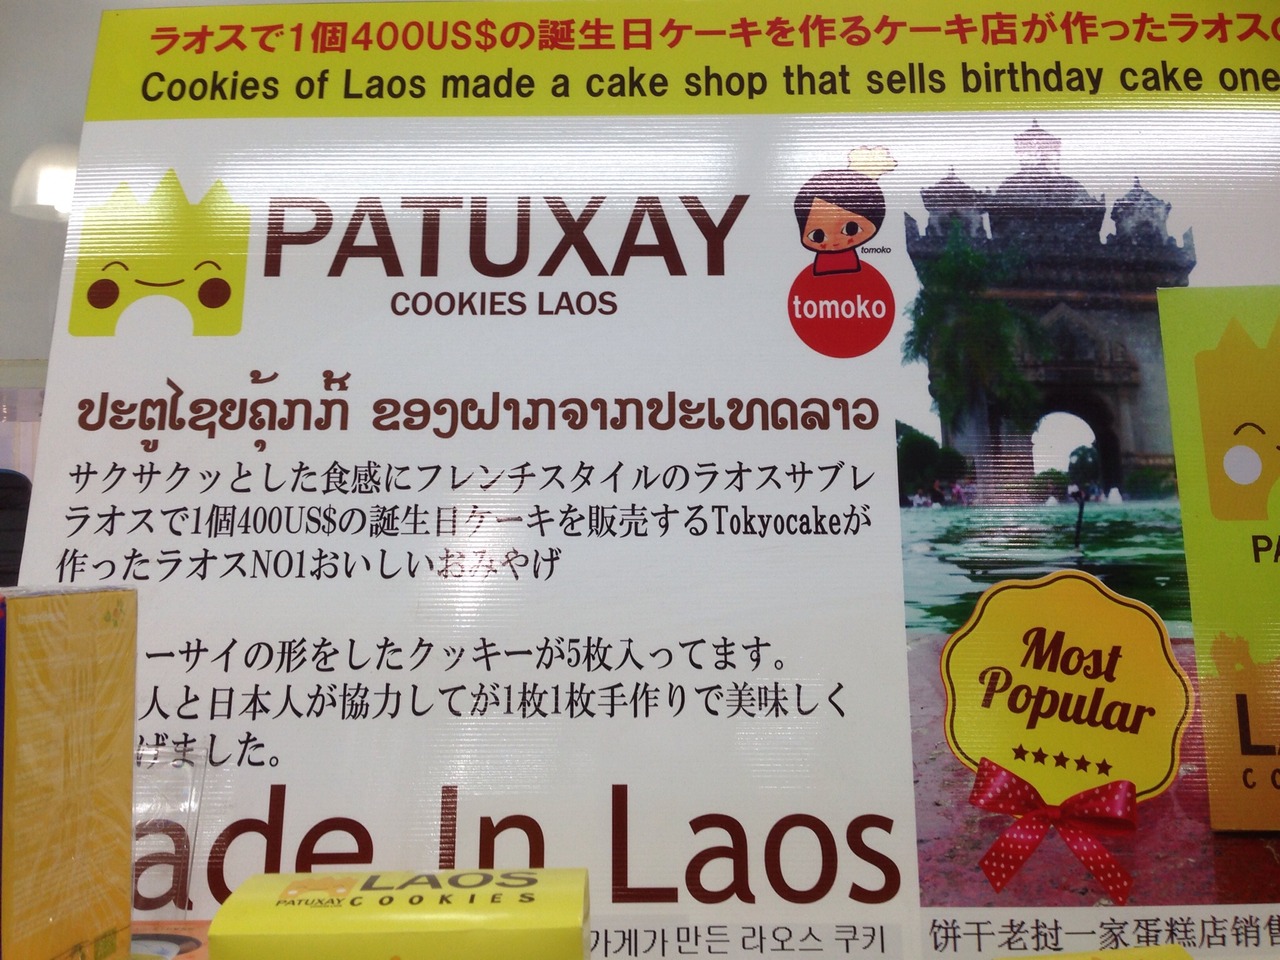 ラオスで1個400US$の誕生日ケーキを作るケーキ店が作ったラオスの
Cookies of Laos made a cake shop that sells birthday cake one
PATUXAY
COOKIES LAOS
tomoko
tomoko
ປະຕູໄຊຍຄຸ້ກກີ້ ຂອງຝາກຈາກປະເທດລາວ
サクサクッとした食感にフレンチスタイルのラオスサブレ
ラオスで1個400US$の誕生日ケーキを販売するTokyocakeが
作ったラオスNO1おいしいおみやげ
ーサイの形をしたクッキーが5枚入ってます。
人と日本人が協力してが1枚1枚手作りで美味しく
げました。
Most
Popular
ade In Laos
PA
L
CO
LAOS
PATUXAY COOKIES
가게가 만든 라오스 쿠키
饼干老挝一家蛋糕店销售